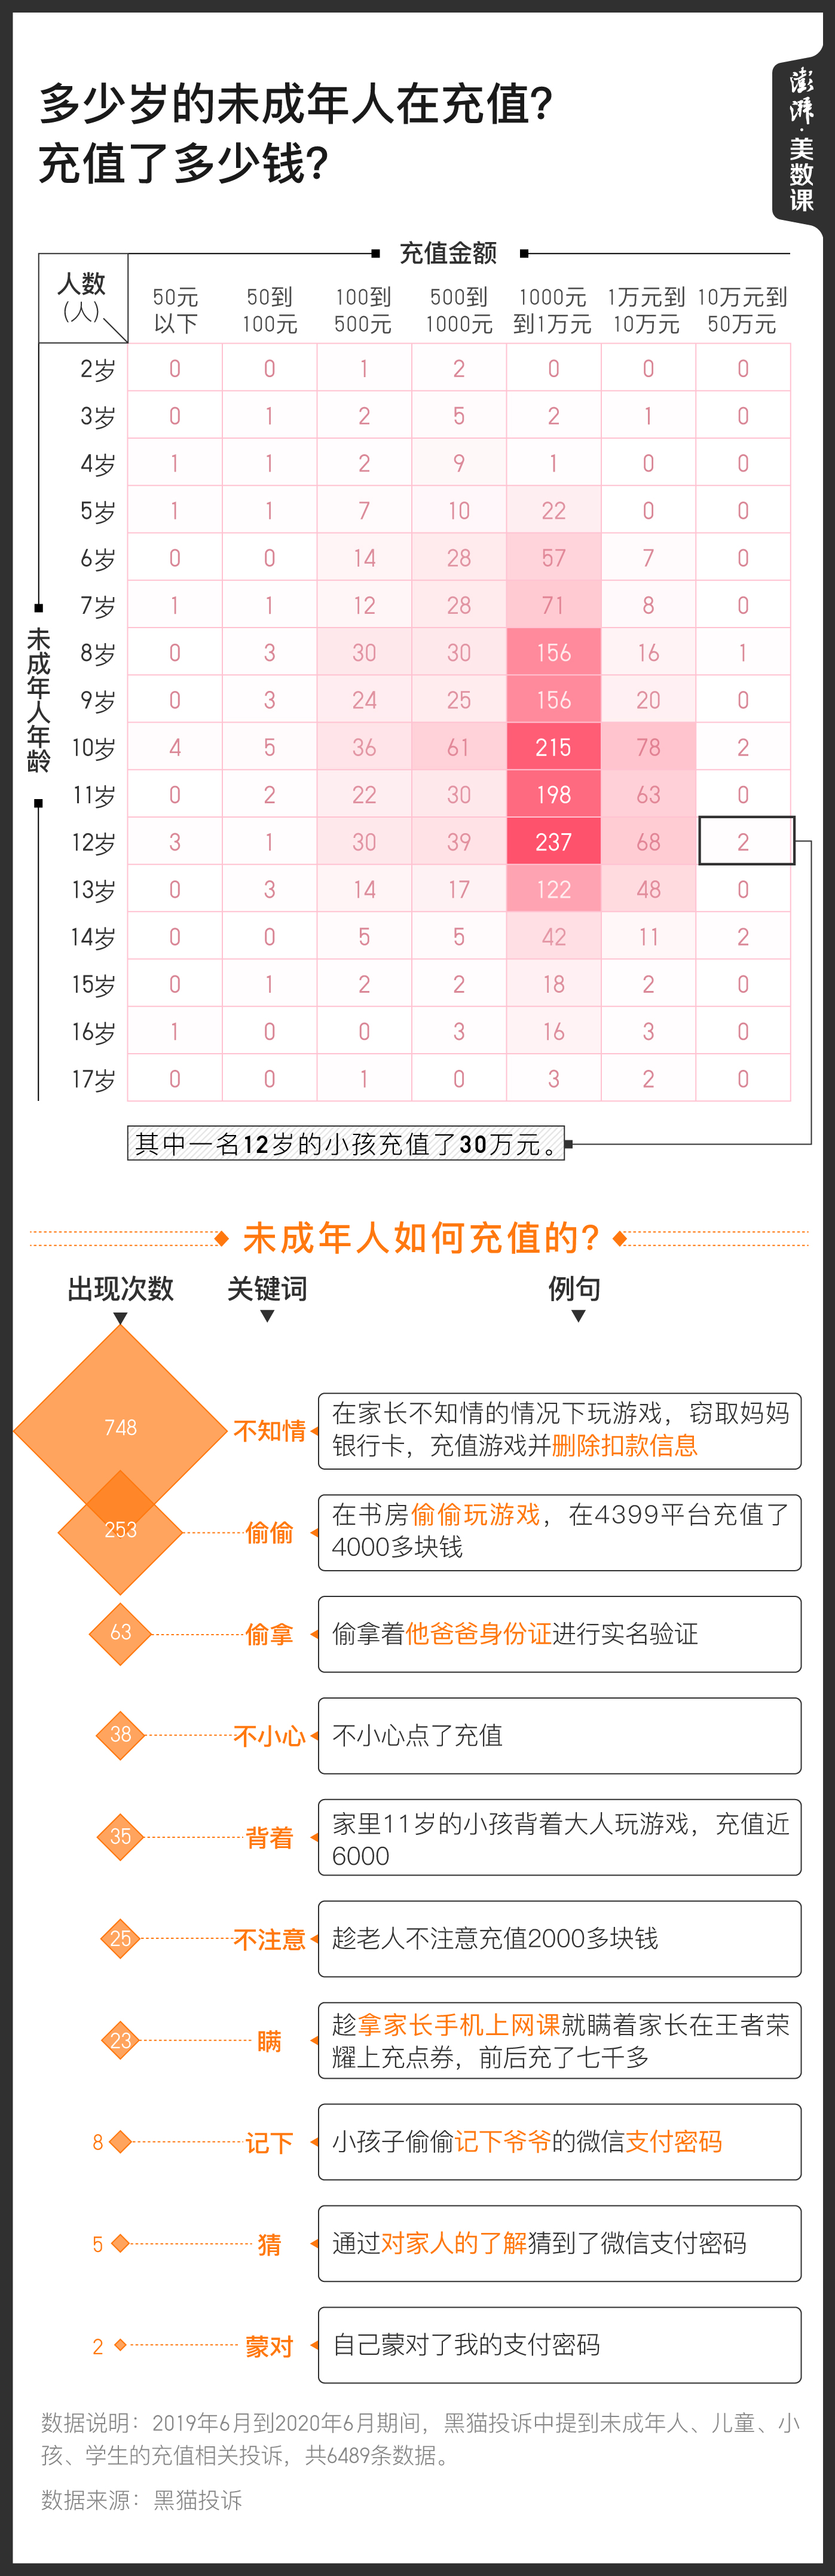 多少岁的未成年人在充值?
充值了多少钱?
澎湃·美数课
充值金额
人数
(人)
50元以下 50到100元 100到500元 500到1000元 1000元到1万元 1万元到10万元 10万元到50万元
未成年人年龄
2岁 0 0 1 2 0 0 0
3岁 0 1 2 5 2 1 0
4岁 1 1 2 9 1 0 0
5岁 1 1 7 10 22 0 0
6岁 0 0 14 28 57 7 0
7岁 1 1 12 28 71 8 0
8岁 0 3 30 30 156 16 1
9岁 0 3 24 25 156 20 0
10岁 4 5 36 61 215 78 2
11岁 0 2 22 30 198 63 0
12岁 3 1 30 39 237 68 2
13岁 0 3 14 17 122 48 0
14岁 0 0 5 5 42 11 2
15岁 0 1 2 2 18 2 0
16岁 1 0 0 3 16 3 0
17岁 0 0 1 0 3 2 0
其中一名12岁的小孩充值了30万元。
未成年人如何充值的?
出现次数 关键词 例句
748 不知情 在家长不知情的情况下玩游戏，窃取妈妈
银行卡，充值游戏并删除扣款信息
253 偷偷 在书房偷偷玩游戏，在4399平台充值了
4000多块钱
63 偷拿 偷拿着他爸爸身份证进行实名验证
38 不小心 不小心点了充值
35 背着 家里11岁的小孩背着大人玩游戏，充值近
6000
25 不注意 趁老人不注意充值2000多块钱
23 瞒 趁拿家长手机上网课就瞒着家长在王者荣
耀上充点券，前后充了七千多
8 记下 小孩子偷偷记下爷爷的微信支付密码
5 猜 通过对家人的了解猜到了微信支付密码
2 蒙对 自己蒙对了我的支付密码
数据说明：2019年6月到2020年6月期间，黑猫投诉中提到未成年人、儿童、小
孩、学生的充值相关投诉，共6489条数据。
数据来源：黑猫投诉